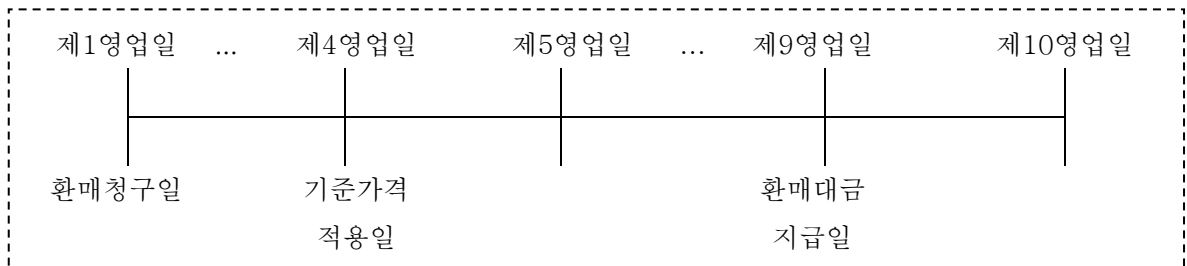 제1영업일 ... 제4영업일 제5영업일 ... 제9영업일 제10영업일
환매청구일 기준가격 환매대금
적용일 지급일